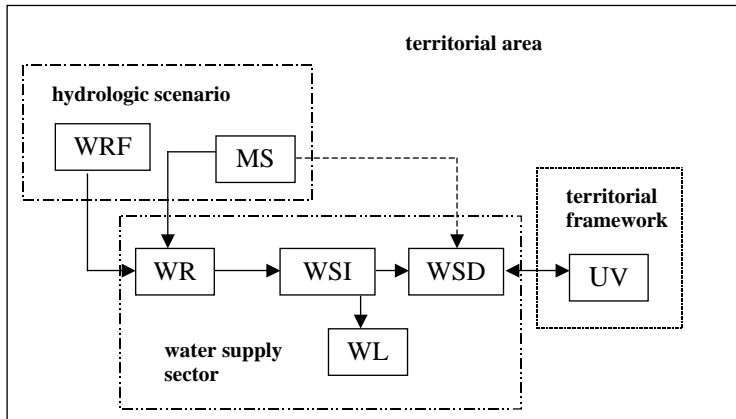 territorial area
hydrologic scenario
WRF
MS
territorial
framework
WR
WSI
WSD
UV
WL
water supply
sector